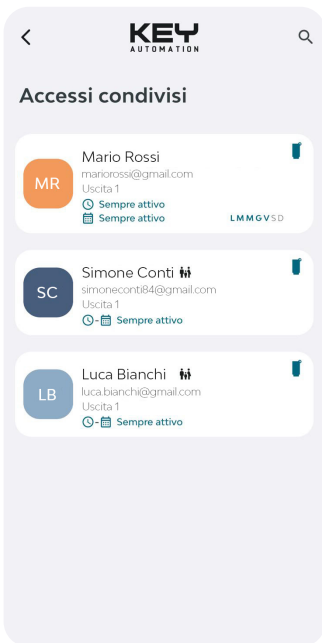 KEY
AUTOMATION
Accessi condivisi
MR
Mario Rossi
mariorossi@gmail.com
Uscita 1
Sempre attivo
Sempre attivo
LMMGVSD
SC
Simone Conti
simoneconti84@gmail.com
Uscita 1
- Sempre attivo
LB
Luca Bianchi
luca.bianchi@gmail.com
Uscita 1
- Sempre attivo